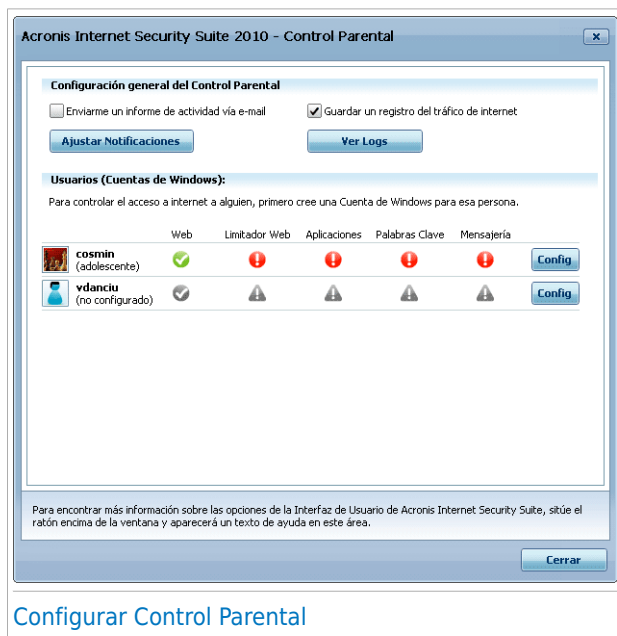 Acronis Internet Security Suite 2010 - Control Parental
Configuración general del Control Parental
Enviarme un informe de actividad vía e-mail
Guardar un registro del tráfico de internet
Ajustar Notificaciones
Ver Logs
Usuarios (Cuentas de Windows):
Para controlar el acceso a internet a alguien, primero cree una Cuenta de Windows para esa persona.
Web Limitador Web Aplicaciones Palabras Clave Mensajería
cosmin
(adolescente)
Config
vdanciu
(no configurado)
Config
Para encontrar más información sobre las opciones de la Interfaz de Usuario de Acronis Internet Security Suite, sitúe el
ratón encima de la ventana y aparecerá un texto de ayuda en este área.
Cerrar
Configurar Control Parental